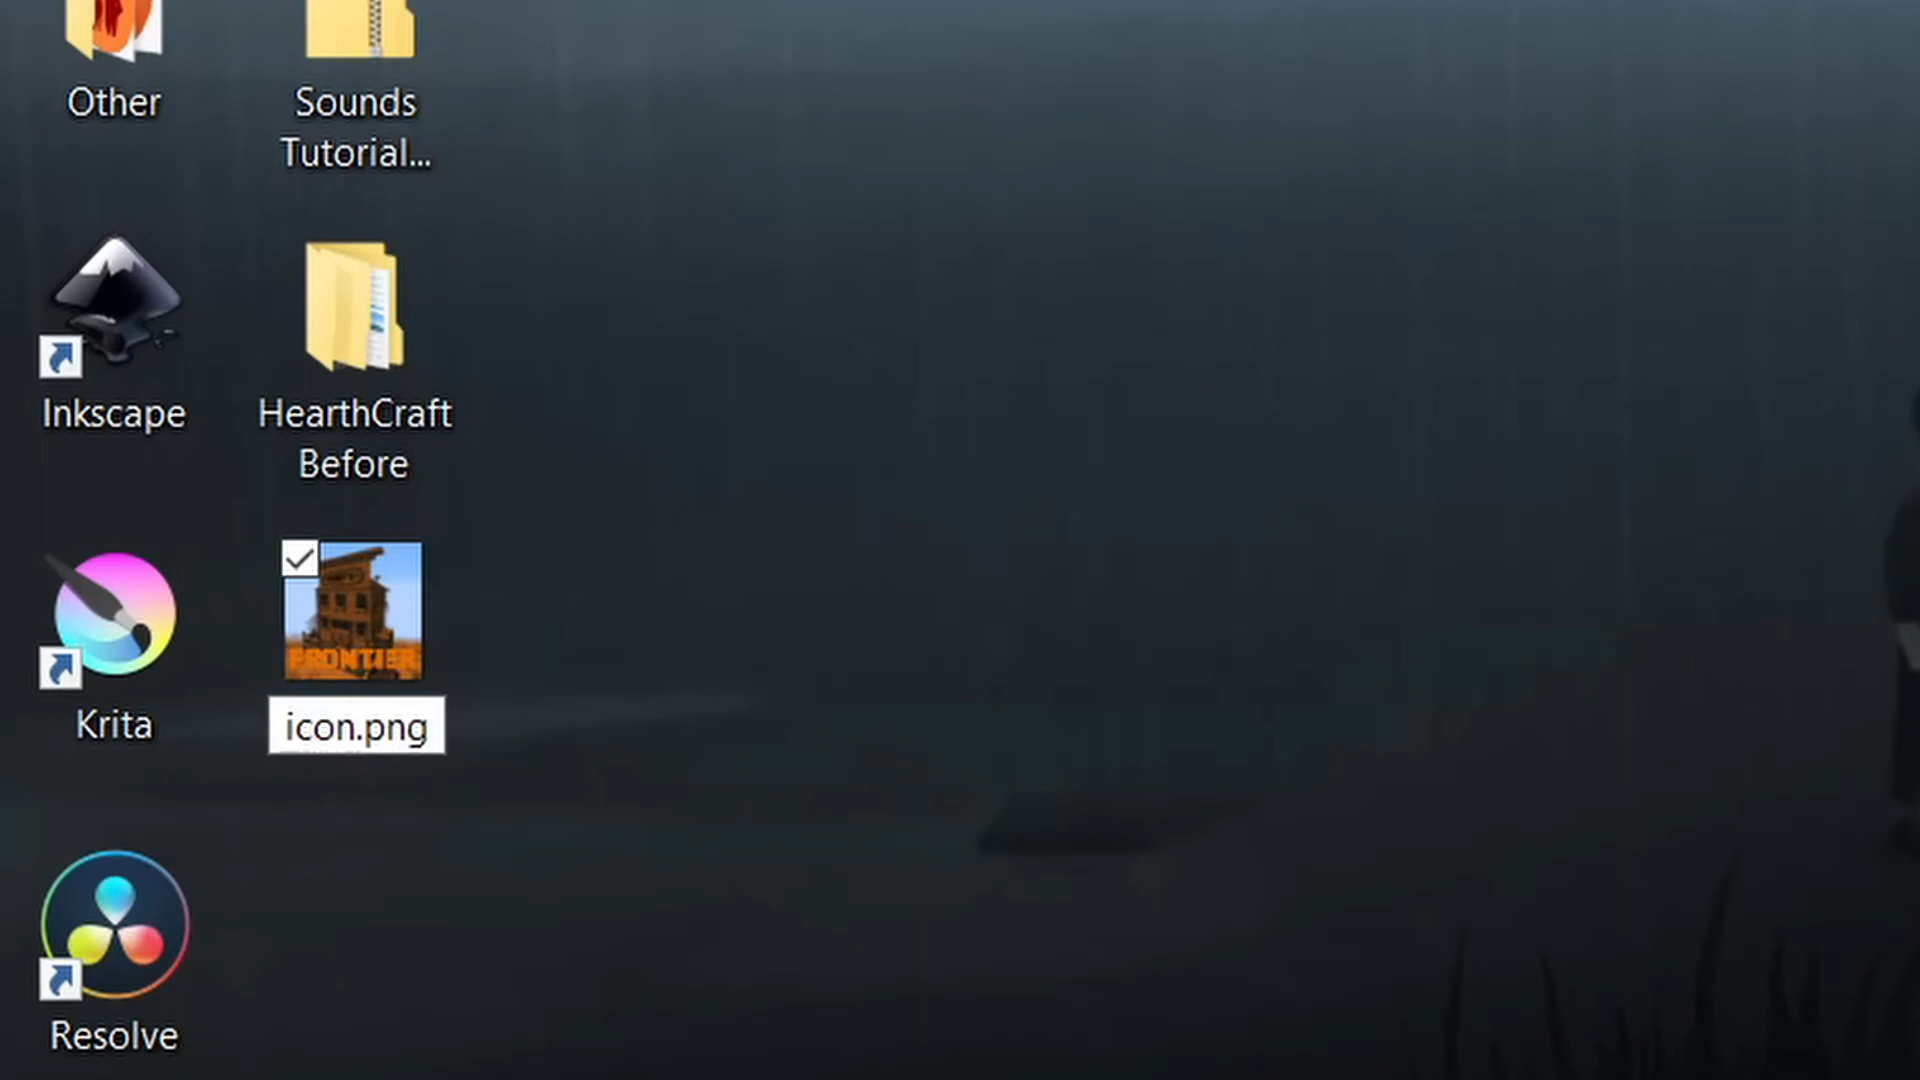 Other
Sounds
Tutorial...
Inkscape
HearthCraft
Before
FRONTIER
Krita
icon.png
Resolve